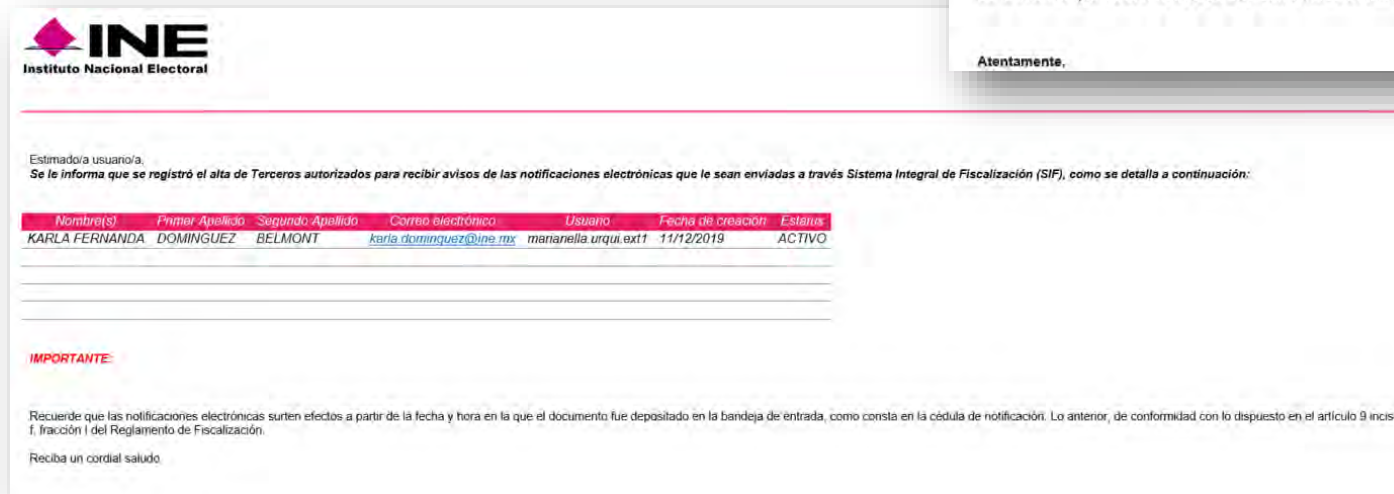 INE
Instituto Nacional Electoral
Atentamente,
Estimado/a usuario/a,
Se le informa que se registró el alta de Terceros autorizados para recibir avisos de las notificaciones electrónicas que le sean enviadas a través Sistema Integral de Fiscalización (SIF), como se detalla a continuación:
Nombre(s) Primer Apellido Segundo Apellido Correo electrónico Usuario Fecha de creación Estatus
KARLA FERNANDA DOMINGUEZ BELMONT karla.dominguez@ine.mx marianella.urqui.ext1 11/12/2019 ACTIVO
IMPORTANTE:
Recuerde que las notificaciones electrónicas surten efectos a partir de la fecha y hora en la que el documento fue depositado en la bandeja de entrada, como consta en la cédula de notificación. Lo anterior, de conformidad con lo dispuesto en el artículo 9 incis
f, fracción I del Reglamento de Fiscalización.
Reciba un cordial saludo